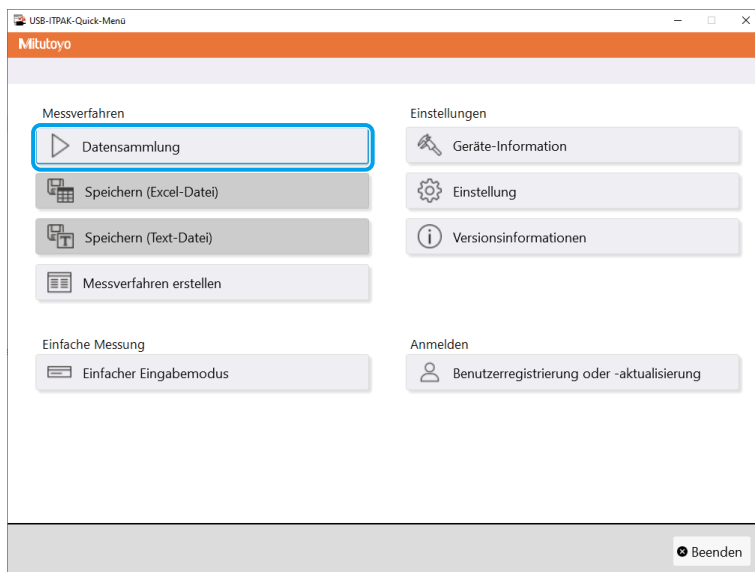 USB-ITPAK-Quick-Menü
Mitutoyo
Messverfahren
Datensammlung
Speichern (Excel-Datei)
Speichern (Text-Datei)
Messverfahren erstellen
Einfache Messung
Einfacher Eingabemodus
Einstellungen
Geräte-Information
Einstellung
Versionsinformationen
Anmelden
Benutzerregistrierung oder -aktualisierung
Beenden